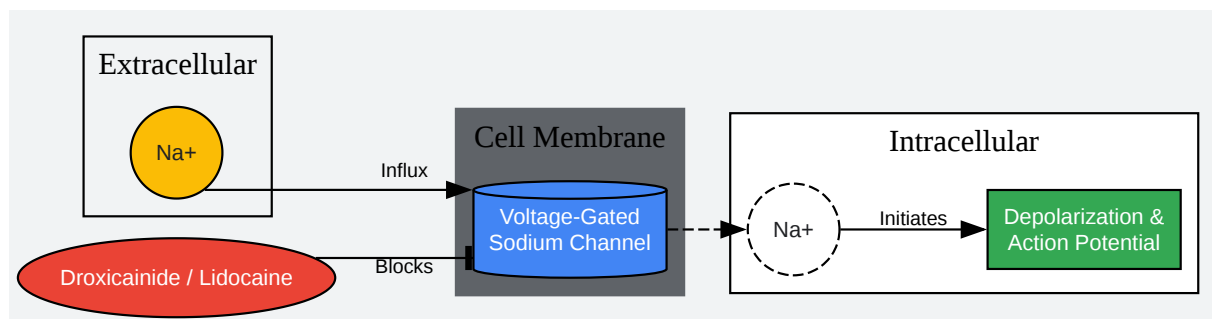 Extracellular
Na+
Influx
Droxicainide / Lidocaine
Blocks
Cell Membrane
Voltage-Gated
Sodium Channel
Intracellular
Na+
Initiates
Depolarization &
Action Potential